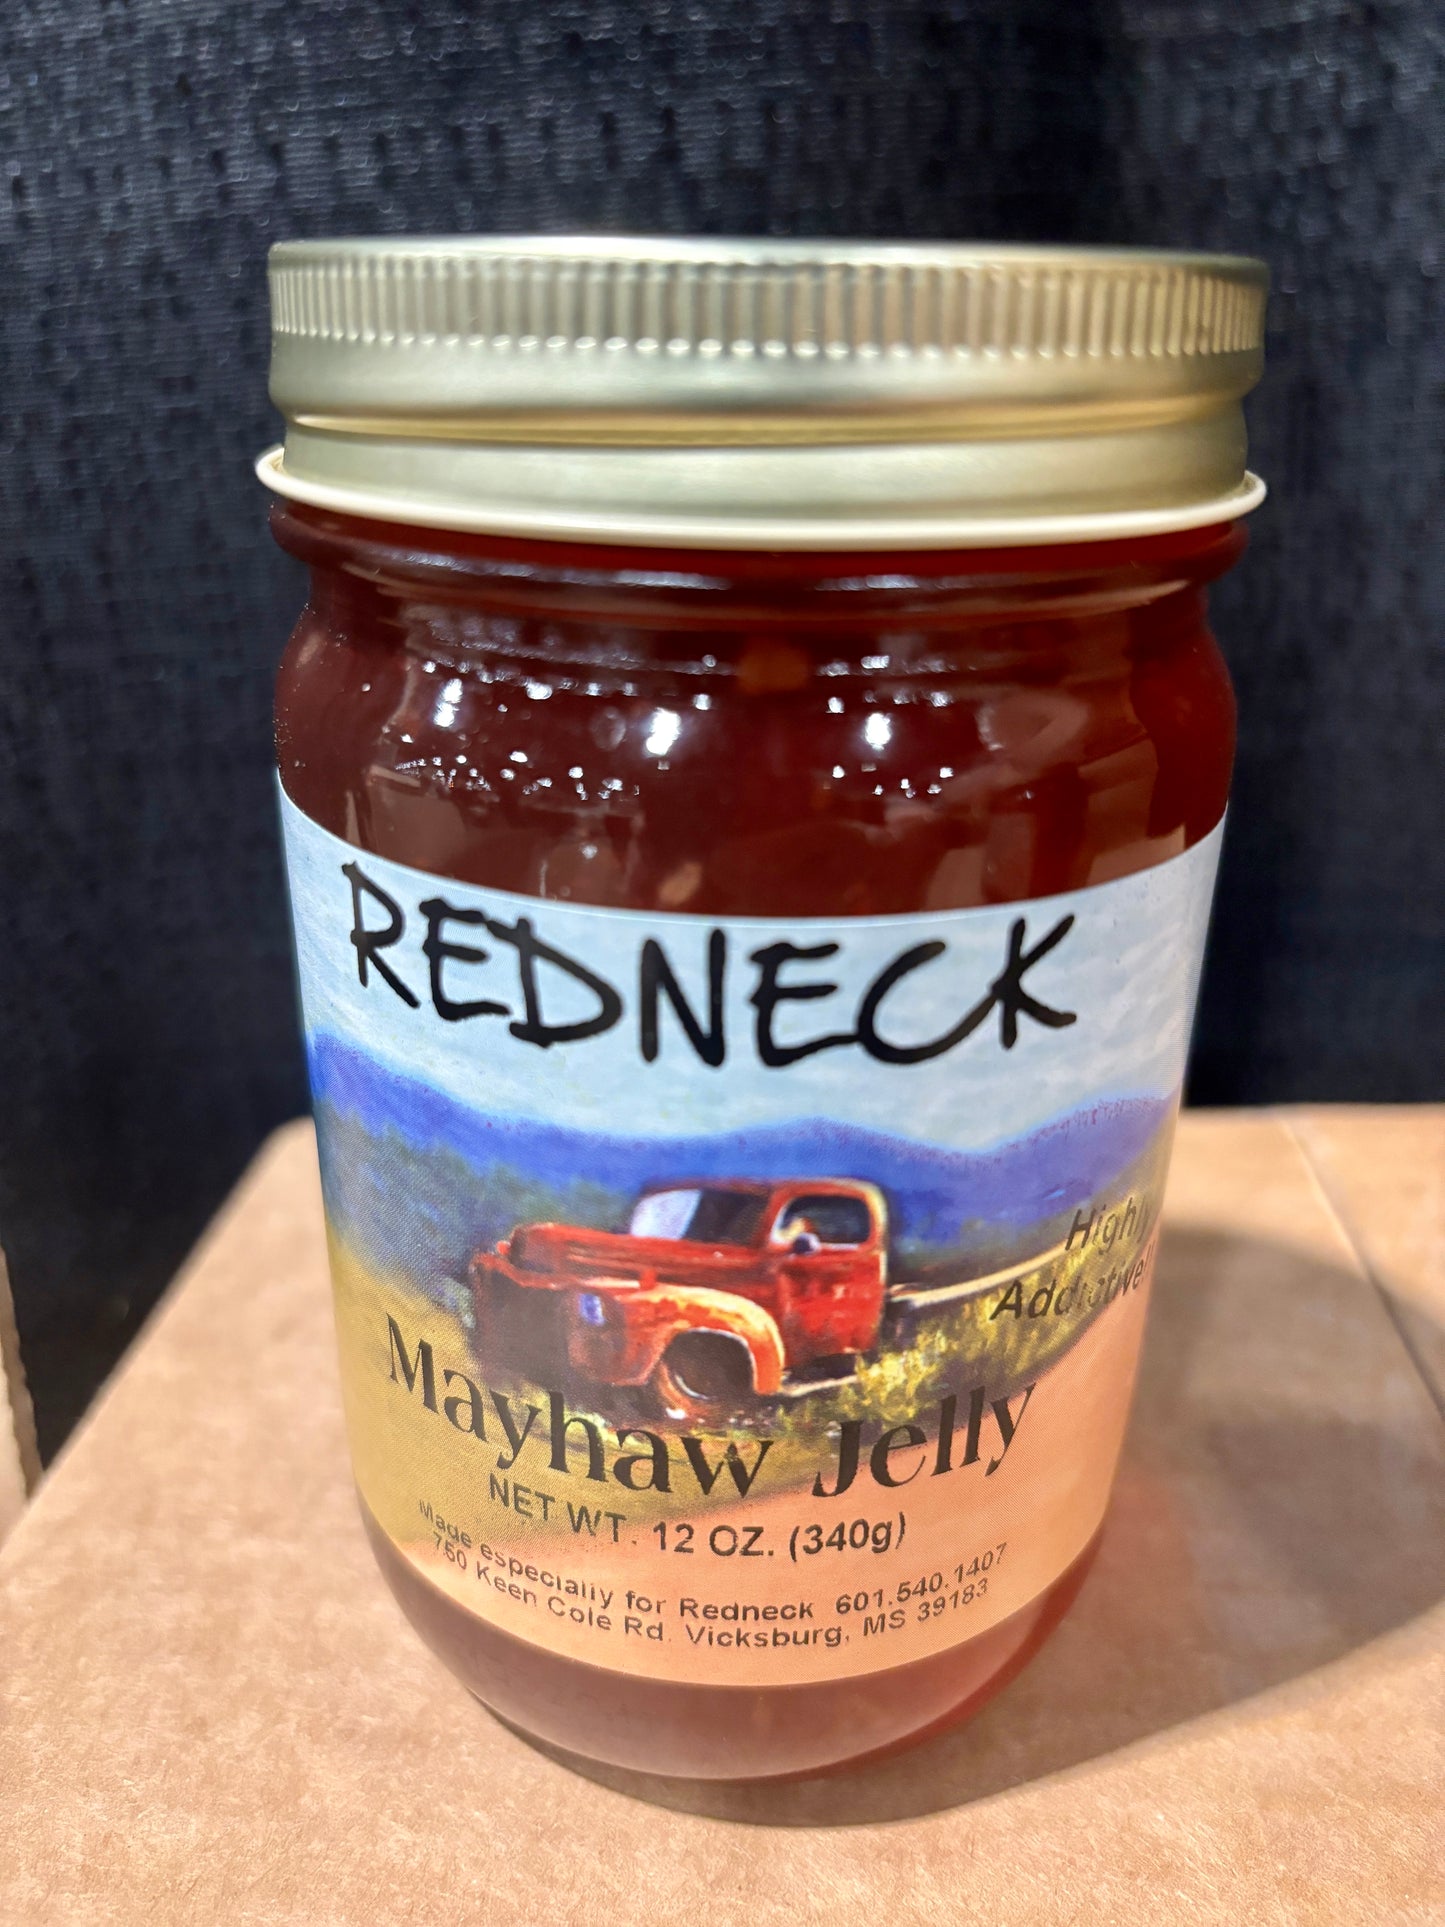 REDNECK
Highly
Addictive!!
Mayhaw Jelly
NET WT. 12 OZ. (340g)
Made especially for Redneck 601.540.1407
750 Keen Cole Rd. Vicksburg, MS 39183